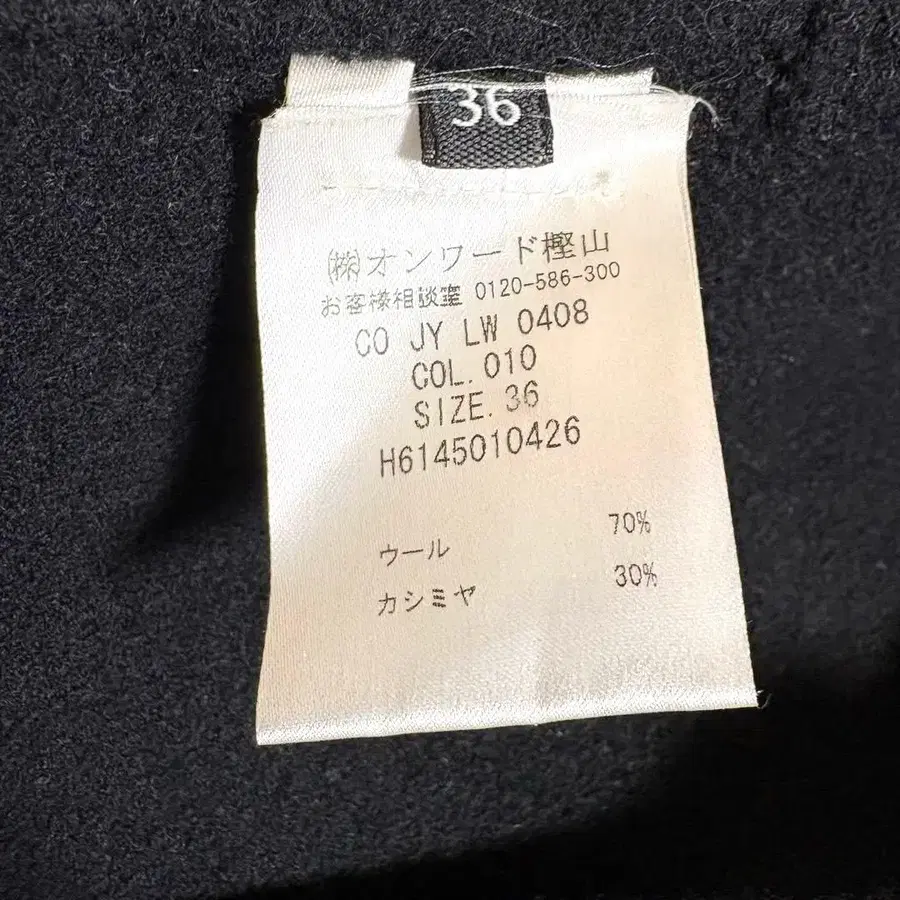 36
(株)オンワード樫山
お客様相談室 0120-586-300
CO JY LW 0408
COL.010
SIZE.36
H6145010426
ウール 70%
カシミヤ 30%